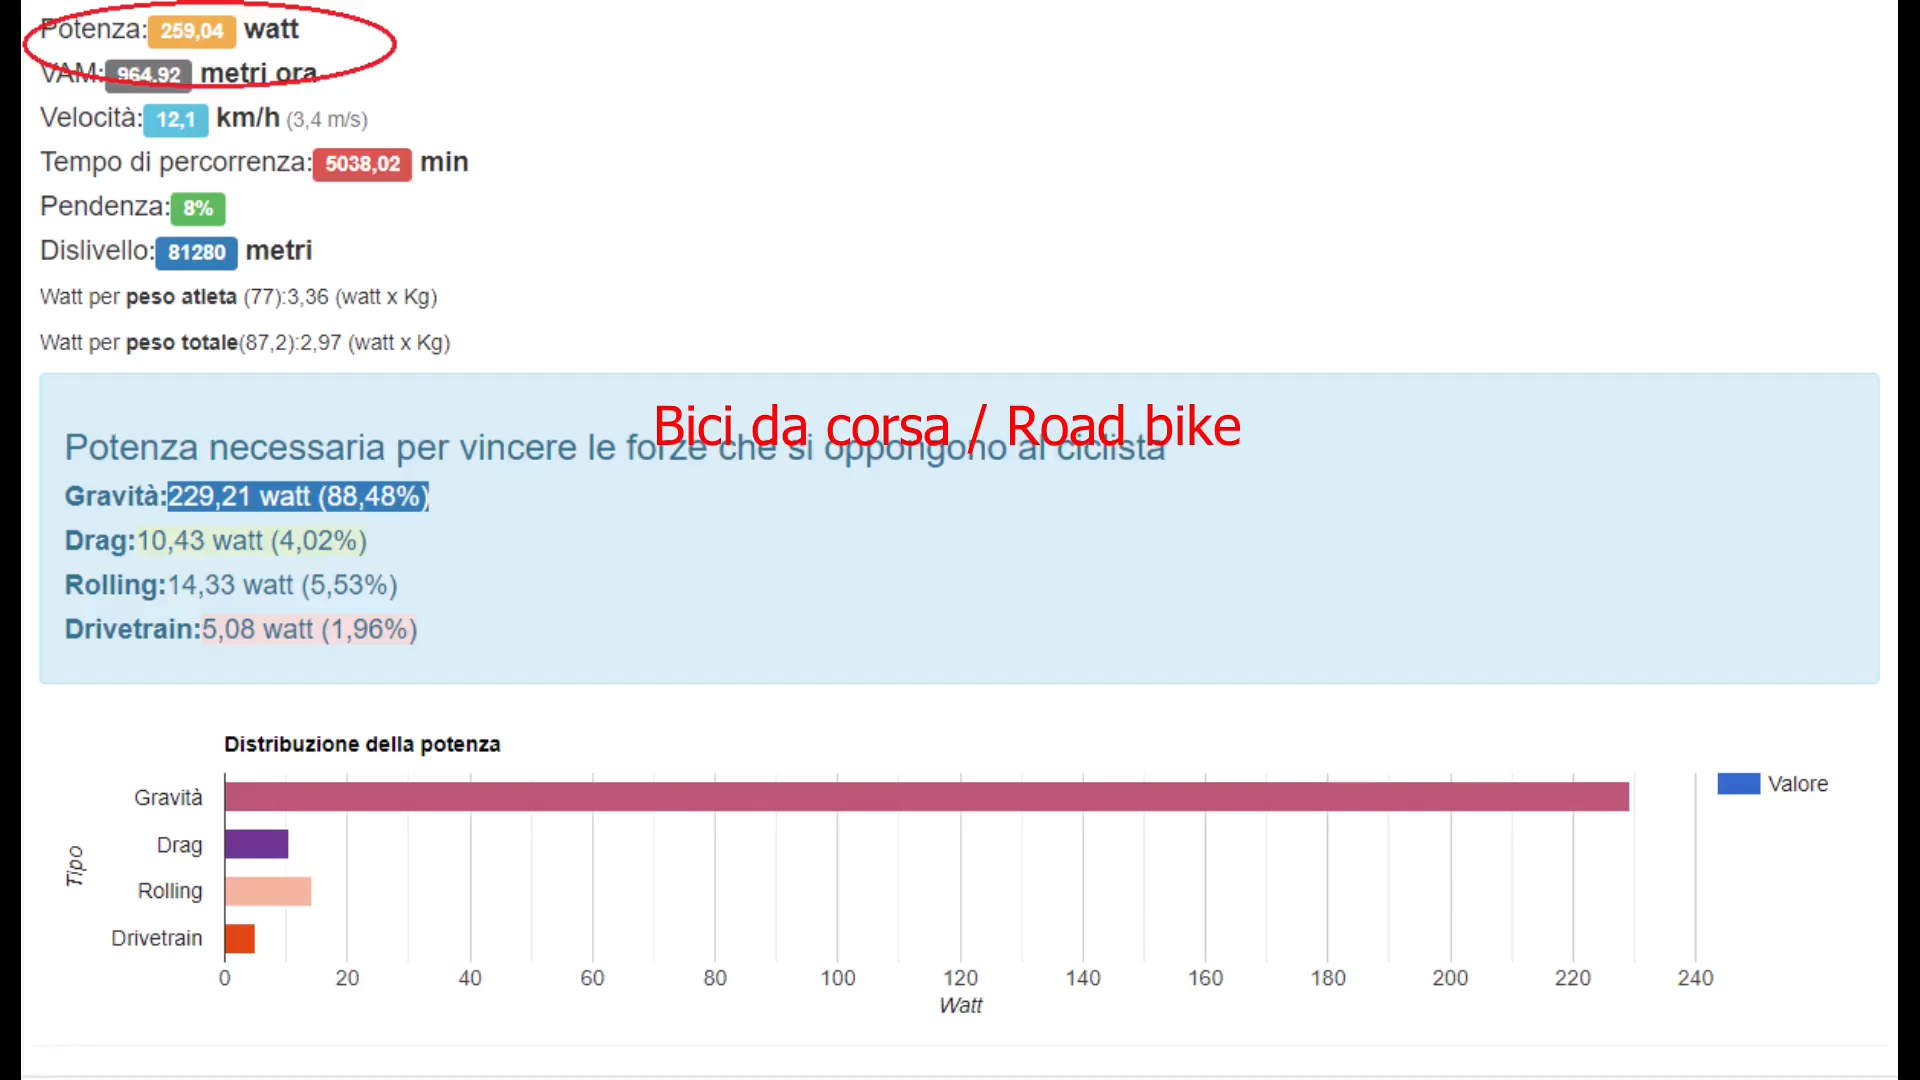 Potenza: 259,04 watt
VAM: 964,92 metri ora
Velocità: 12,1 km/h (3,4 m/s)
Tempo di percorrenza: 5038,02 min
Pendenza: 8%
Dislivello: 81280 metri
Watt per peso atleta (77):3,36 (watt x Kg)
Watt per peso totale(87,2):2,97 (watt x Kg)
Bici da corsa / Road bike
Potenza necessaria per vincere le forze che si oppongono al ciclista
Gravità:229,21 watt (88,48%)
Drag:10,43 watt (4,02%)
Rolling:14,33 watt (5,53%)
Drivetrain:5,08 watt (1,96%)
Distribuzione della potenza
Valore
Tipo
Gravità
Drag
Rolling
Drivetrain
0 20 40 60 80 100 120 140 160 180 200 220 240
Watt